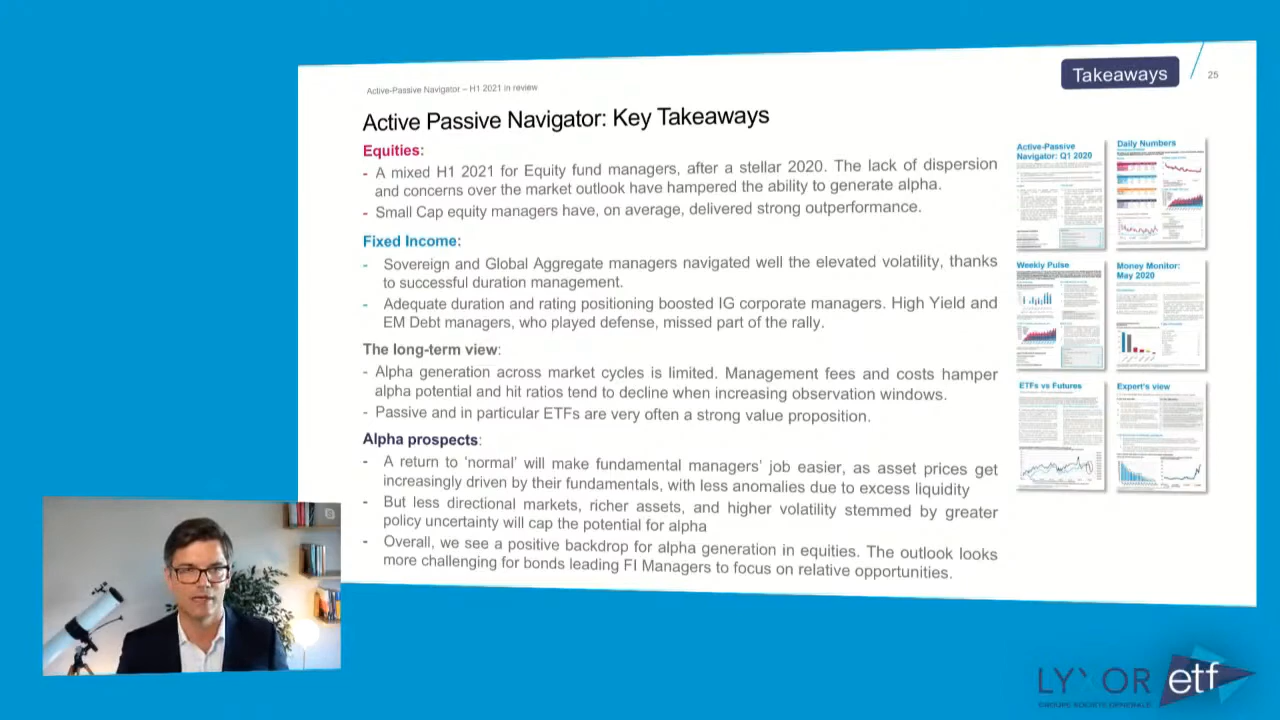 Takeaways
25
Active-Passive Navigator – H1 2021 in review
Active Passive Navigator: Key Takeaways
Equities:
- A mixed H1 2021 for Equity fund managers, after a stellar 2020. The lack of dispersion
and concerns over the market outlook have hampered the ability to generate alpha.
- Small Cap equity managers have, on average, delivered strong outperformance.
Fixed Income:
- Sovereign and Global Aggregate managers navigated well the elevated volatility, thanks
to successful duration management.
- Adequate duration and rating positioning boosted IG corporate managers. High Yield and
EM Debt managers, who played defense, missed part of the rally.
The long-term view:
- Alpha generation across market cycles is limited. Management fees and costs hamper
alpha potential and hit ratios tend to decline when increasing observation windows.
- Passive and in particular ETFs are very often a strong value proposition.
Alpha prospects:
- A return to 'normal' will make fundamental managers' job easier, as asset prices get
increasingly driven by their fundamentals, with less anomalies due to excess liquidity
- But less directional markets, richer assets, and higher volatility stemmed by greater
policy uncertainty will cap the potential for alpha
- Overall, we see a positive backdrop for alpha generation in equities. The outlook looks
more challenging for bonds leading FI Managers to focus on relative opportunities.
Active-Passive
Navigator: Q1 2020
Daily Numbers
Weekly Pulse
Money Monitor:
May 2020
ETFs vs Futures
Expert's view
LYXOR etf
GROUPE SOCIETE GENERALE